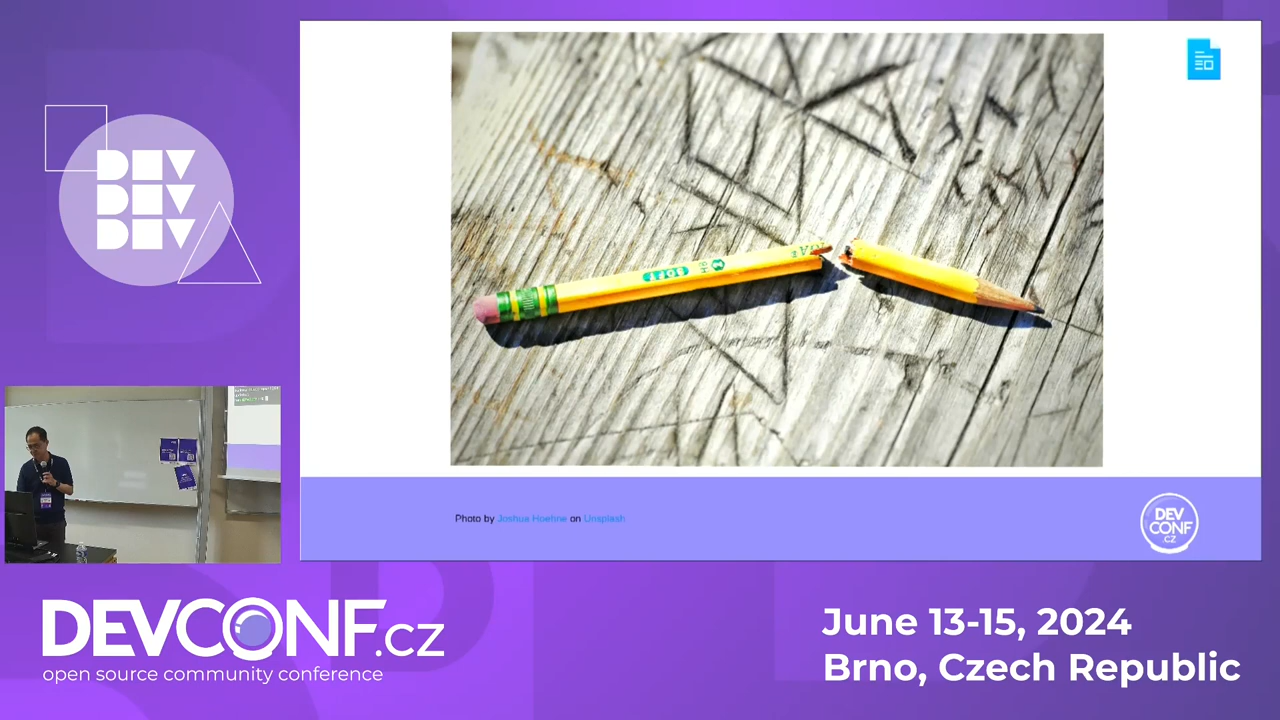 DEV
DEV
DEV
SOFT
Photo by Joshua Hoehne on Unsplash
DEV
CONF
.CZ
DEVCONF.cz
open source community conference
June 13-15, 2024
Brno, Czech Republic